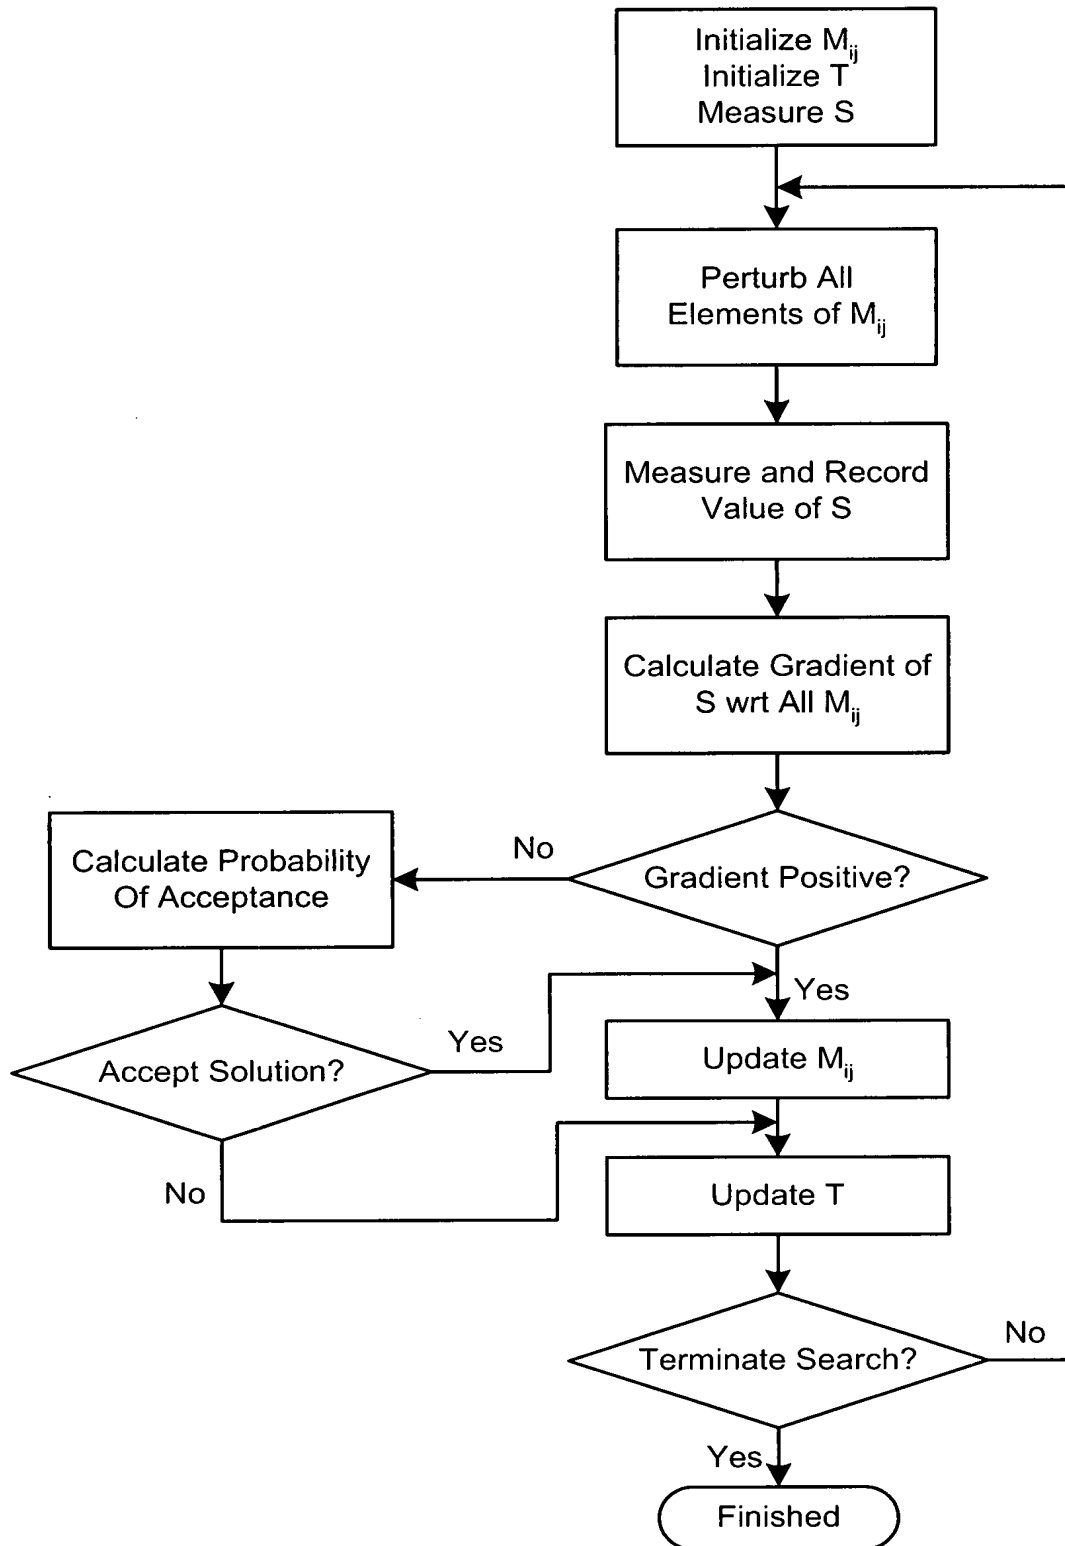 Initialize Mij
Initialize T
Measure S
Perturb All
Elements of Mij
Measure and Record
Value of S
Calculate Gradient of
S wrt All Mij
Gradient Positive?
No
Calculate Probability
Of Acceptance
Yes
Accept Solution?
Yes
No
Update Mij
Update T
Terminate Search?
No
Yes
Finished